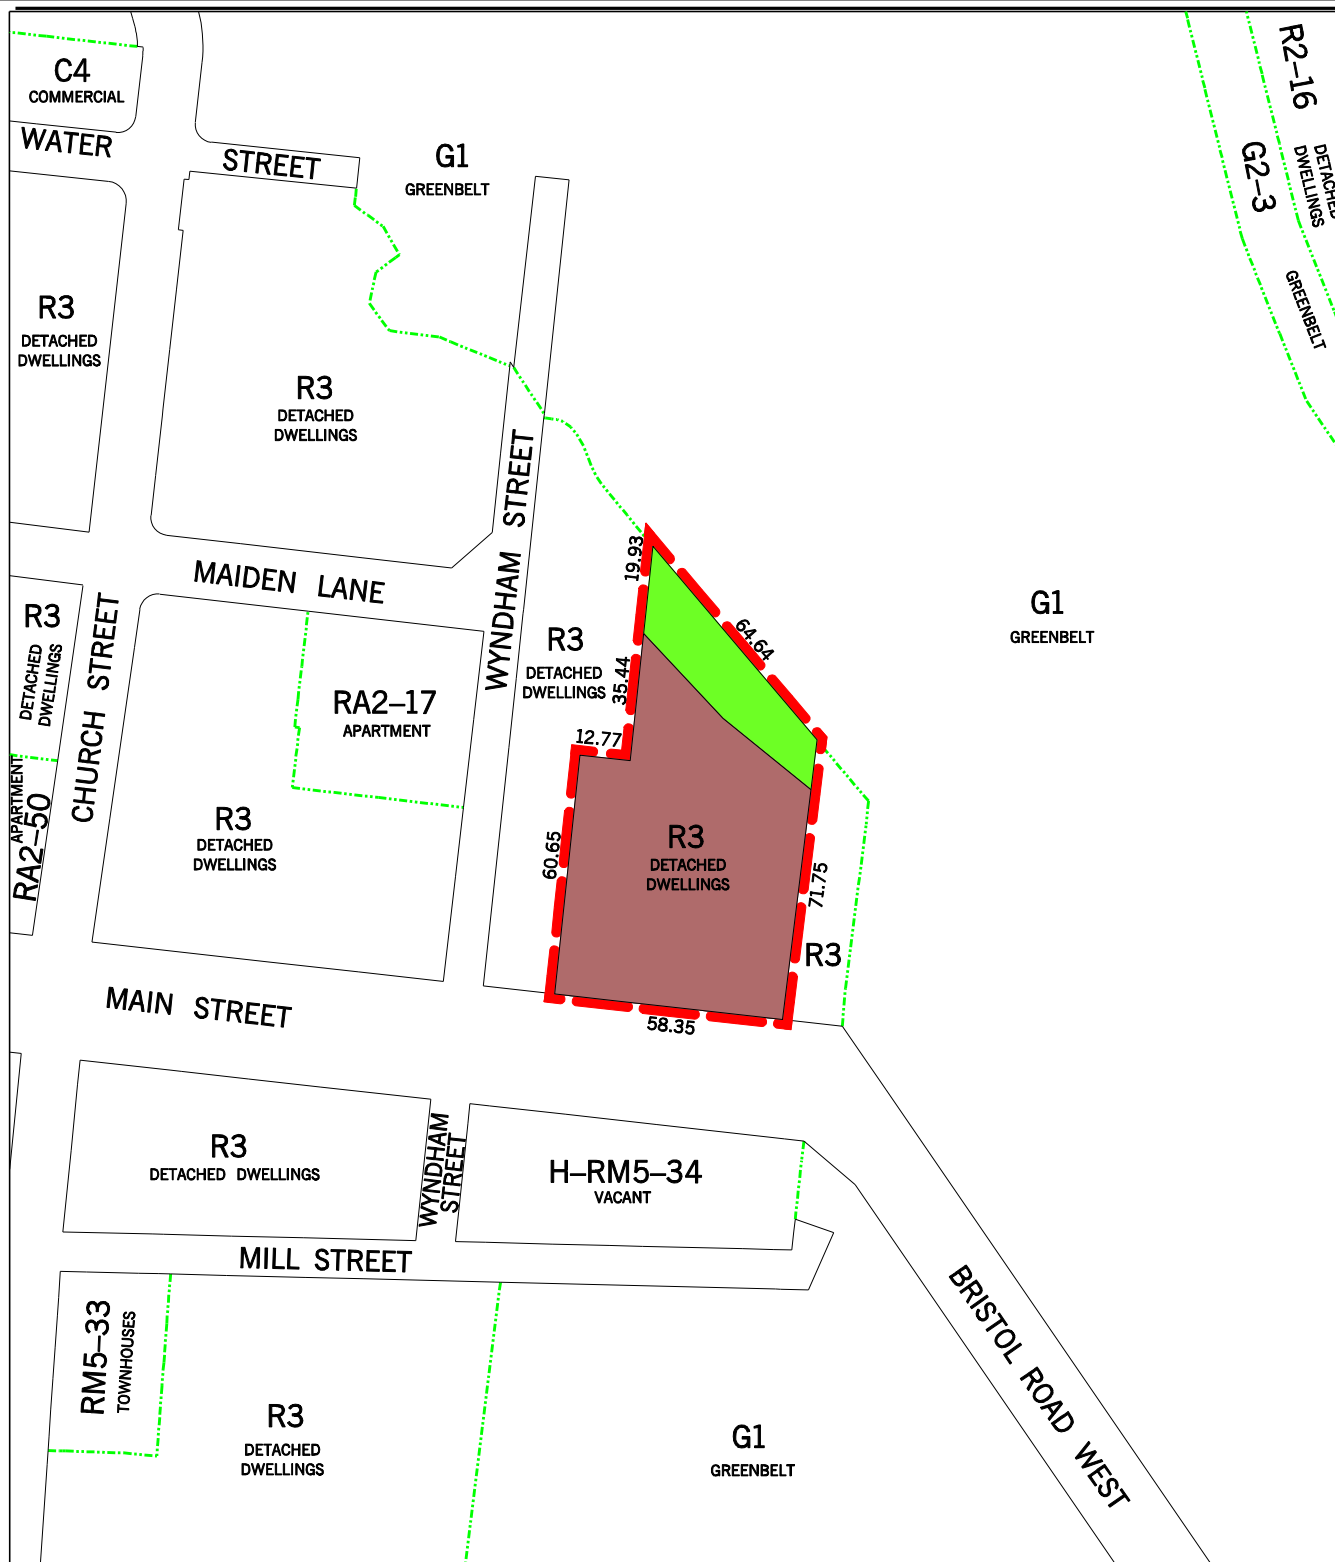 C4
COMMERCIAL
WATER STREET
G1
GREENBELT
R2–16
DETACHED
DWELLINGS
G2–3
GREENBELT
R3
DETACHED
DWELLINGS
R3
DETACHED
DWELLINGS
WYNDHAM STREET
MAIDEN LANE
R3
DETACHED
DWELLINGS
CHURCH STREET
RA2–17
APARTMENT
R3
DETACHED
DWELLINGS
19.93
64.64
35.44
12.77
60.65
71.75
58.35
G1
GREENBELT
APARTMENT
RA2–50
R3
DETACHED
DWELLINGS
R3
DETACHED
DWELLINGS
R3
MAIN STREET
R3
DETACHED DWELLINGS
WYNDHAM
STREET
H–RM5–34
VACANT
MILL STREET
RM5–33
TOWNHOUSES
R3
DETACHED
DWELLINGS
G1
GREENBELT
BRISTOL ROAD WEST